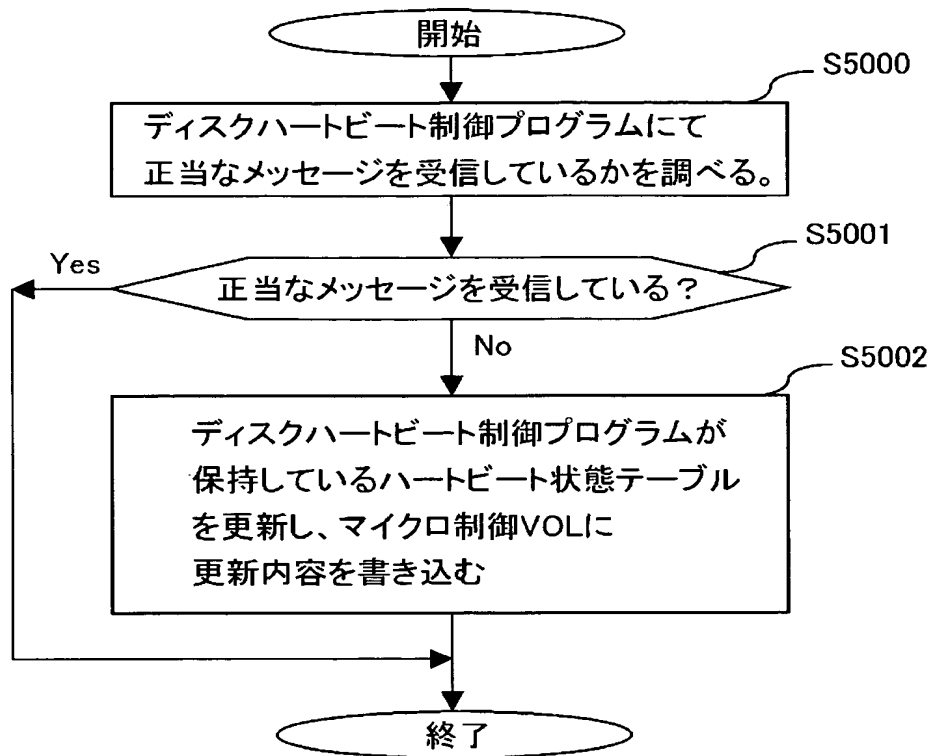 開始
S5000
ディスクハートビート制御プログラムにて
正当なメッセージを受信しているかを調べる。
S5001
Yes
正当なメッセージを受信している？
No
S5002
ディスクハートビート制御プログラムが
保持しているハートビート状態テーブル
を更新し、マイクロ制御VOLに
更新内容を書き込む
終了